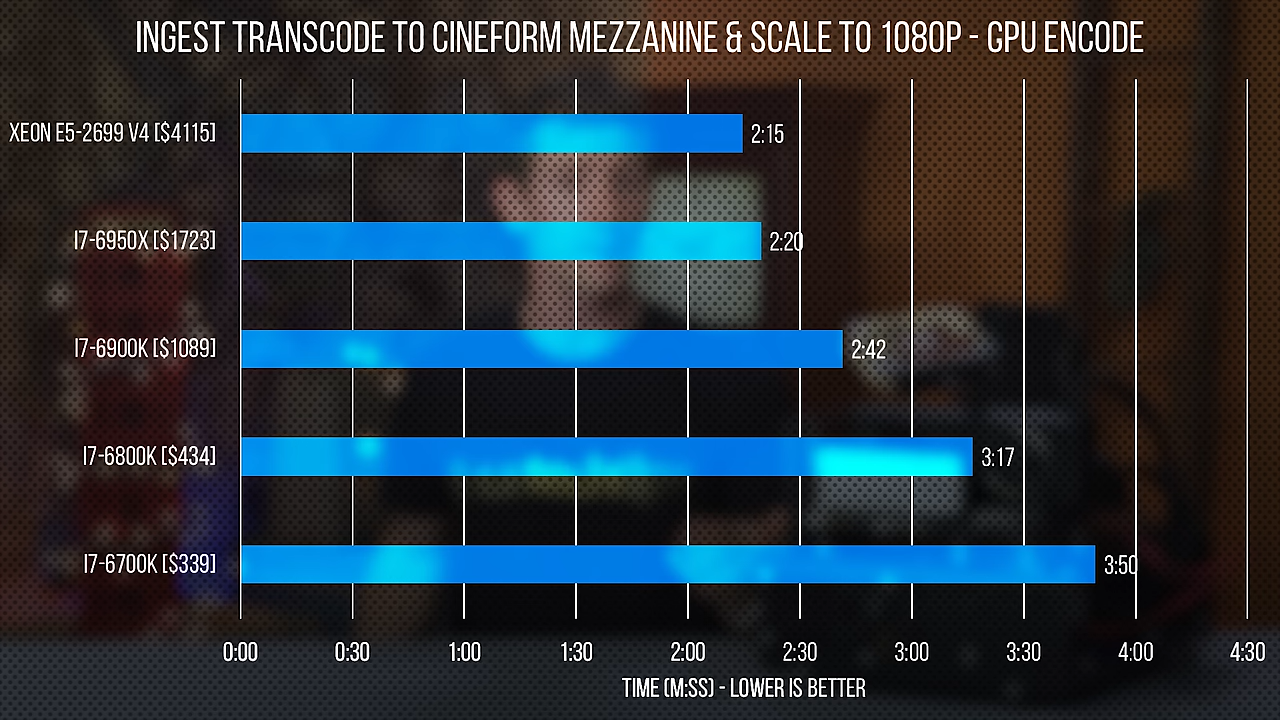 INGEST TRANSCODE TO CINEFORM MEZZANINE & SCALE TO 1080P - GPU ENCODE
XEON E5-2699 V4 [$4115] 2:15
I7-6950X [$1723] 2:20
I7-6900K [$1089] 2:42
I7-6800K [$434] 3:17
I7-6700K [$339] 3:50
0:00 0:30 1:00 1:30 2:00 2:30 3:00 3:30 4:00 4:30
TIME (M:SS) - LOWER IS BETTER